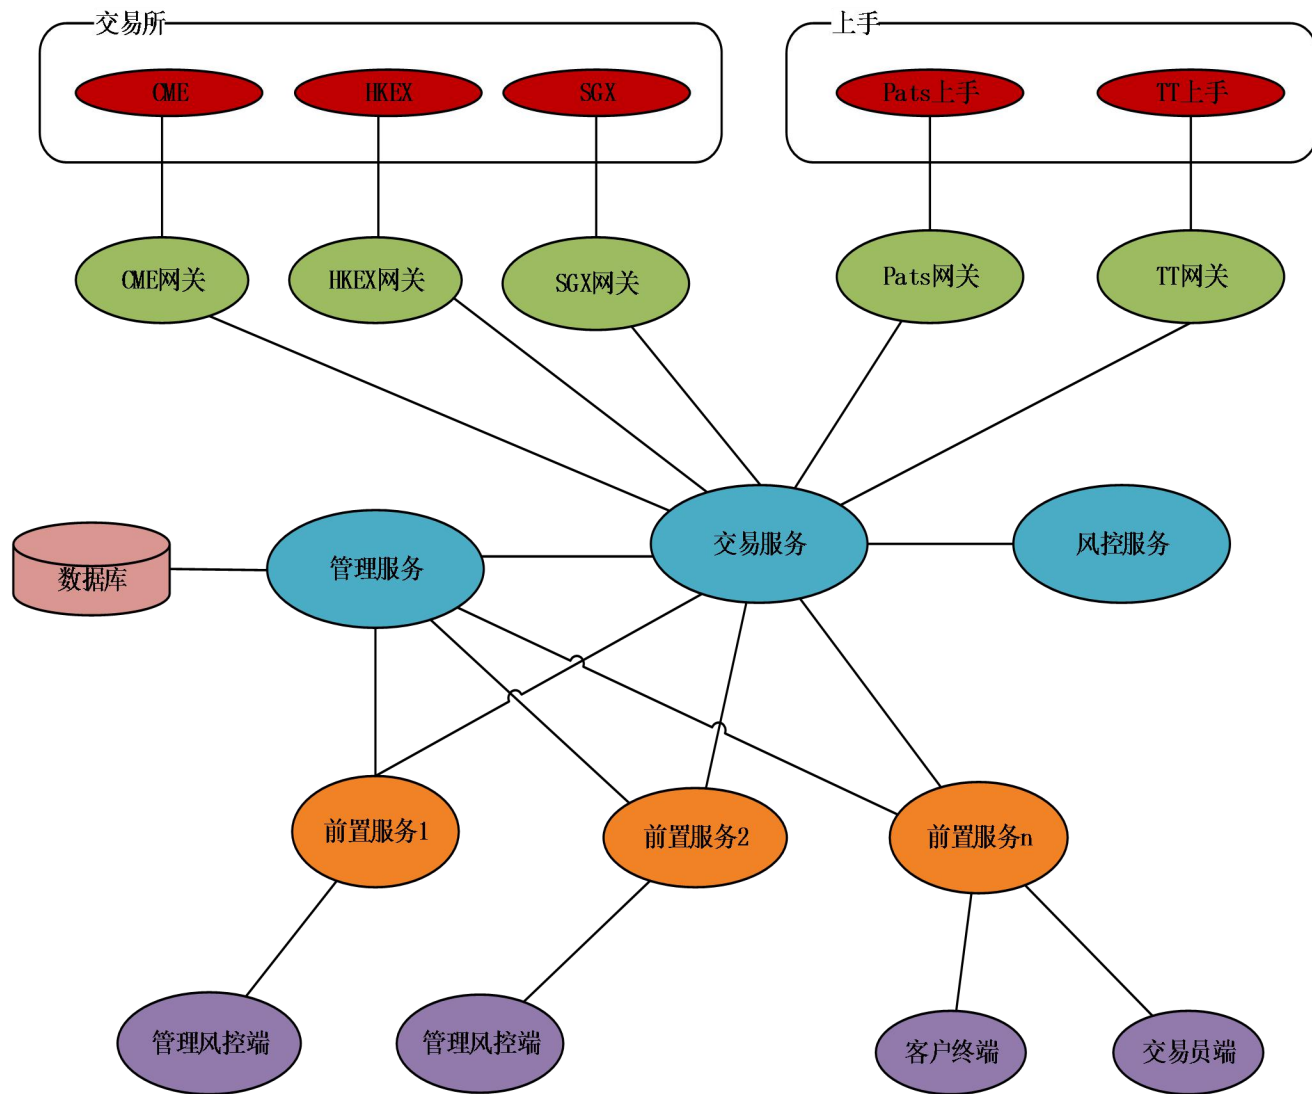 交易所
上手
CME
HKEX
SGX
Pats上手
TT上手
CME网关
HKEX网关
SGX网关
Pats网关
TT网关
数据库
管理服务
交易服务
风控服务
前置服务1
前置服务2
前置服务n
管理风控端
管理风控端
客户终端
交易员端